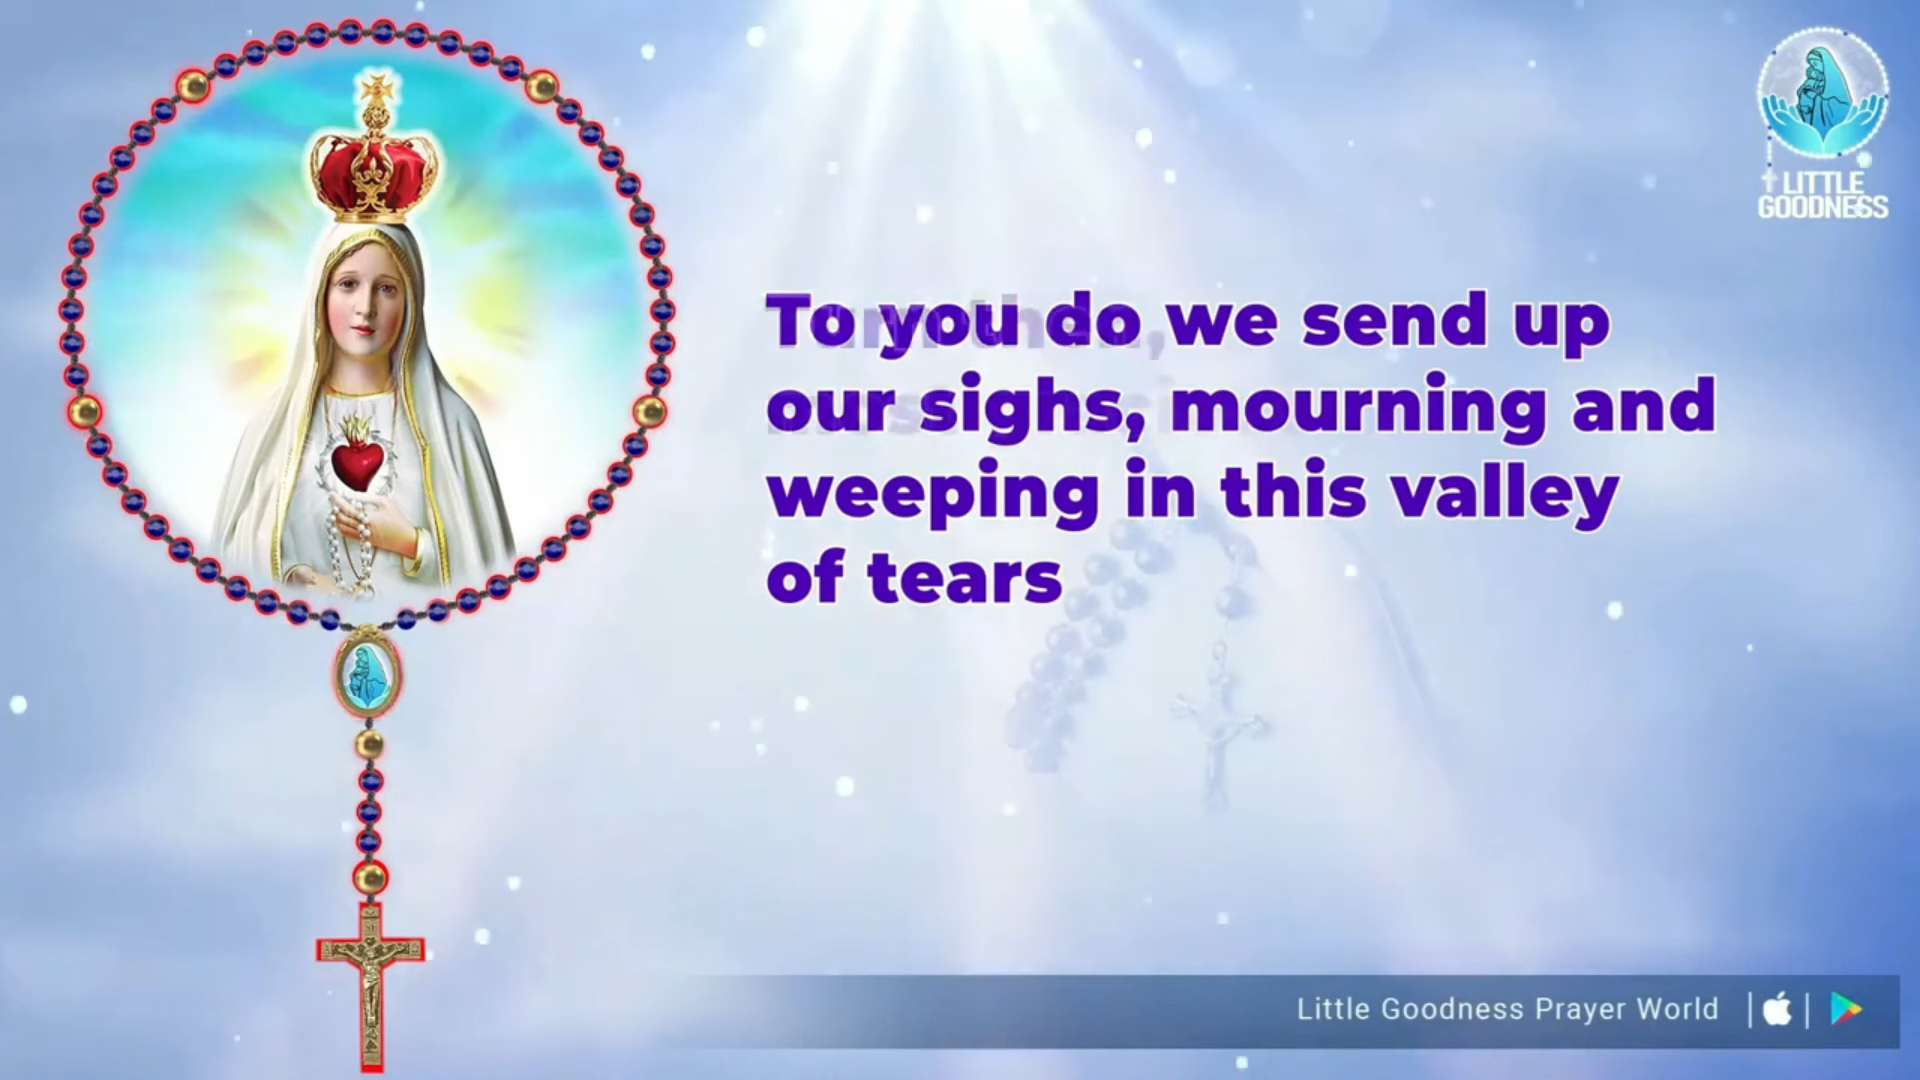 To you do we send up
our sighs, mourning and
weeping in this valley
of tears
LITTLE
GOODNESS
Little Goodness Prayer World